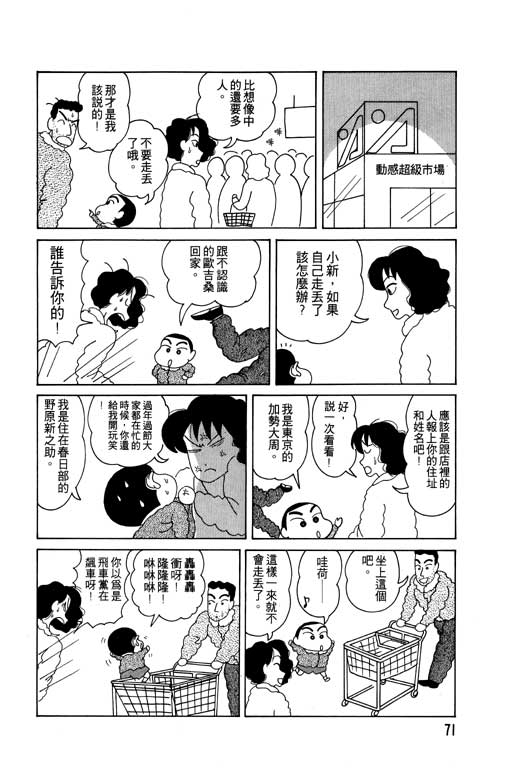 動感超級市場
比想像中
的還要多
人。
不要走丟
了哦。
那才是我
該説的！
小新，如果
自己走丟了
該怎麼辦？
跟不認識
的歐吉桑
回家。
誰告訴你的！
應該是跟店裡的
人報上你的住址
和姓名吧！
好，
説一次看看！
我是東京的
加勢大周。
過年過節大
家都在忙的
時候，你還
給我開玩笑
！
我是住在春日部的
野原新之助。
坐上這個
吧。
哇荷——
這樣一來就不
會走丟了。
轟轟轟
衝呀！
隆隆隆！
咻咻咻！
你以爲是
飛車黨在
飆車呀！
71